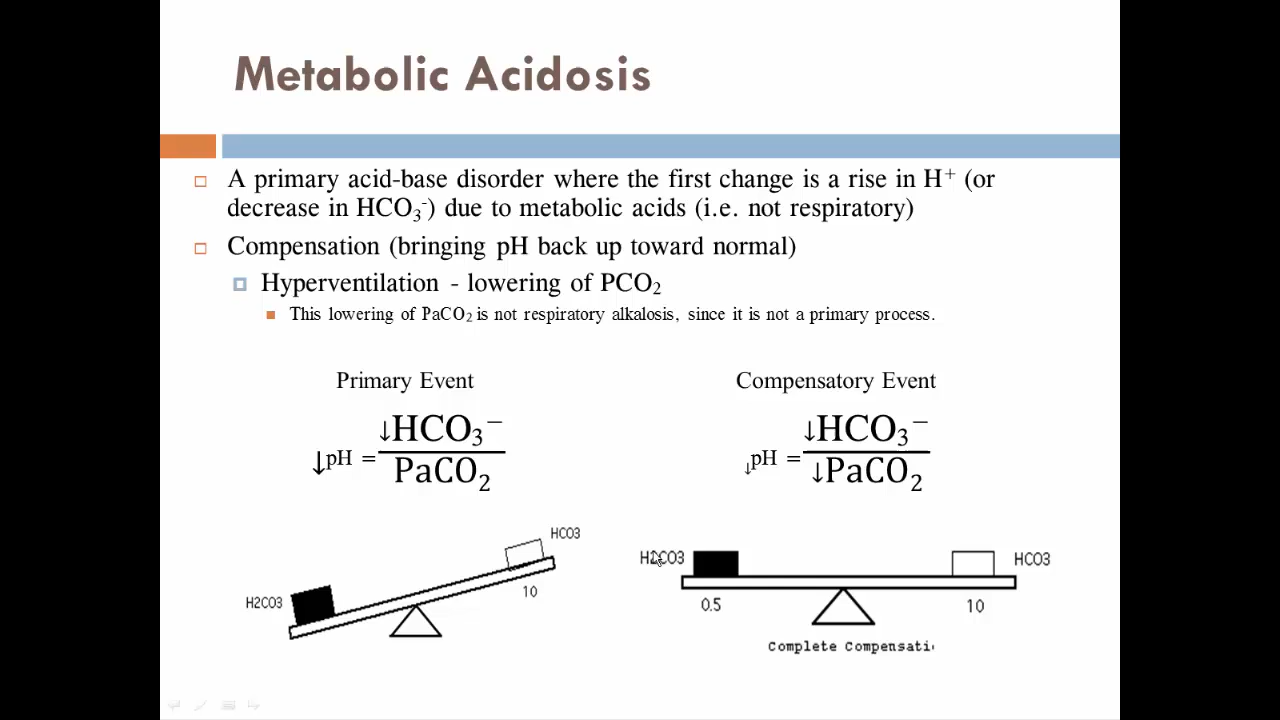 Metabolic Acidosis
A primary acid-base disorder where the first change is a rise in H⁺ (or
decrease in HCO₃⁻) due to metabolic acids (i.e. not respiratory)
Compensation (bringing pH back up toward normal)
Hyperventilation - lowering of PCO₂
This lowering of PaCO₂ is not respiratory alkalosis, since it is not a primary process.
Primary Event
↓pH = ↓HCO₃⁻
PaCO₂
Compensatory Event
↓pH = ↓HCO₃⁻
↓PaCO₂
HCO3
H2CO3
10
H2CO3
HCO3
0.5
10
Complete Compensati